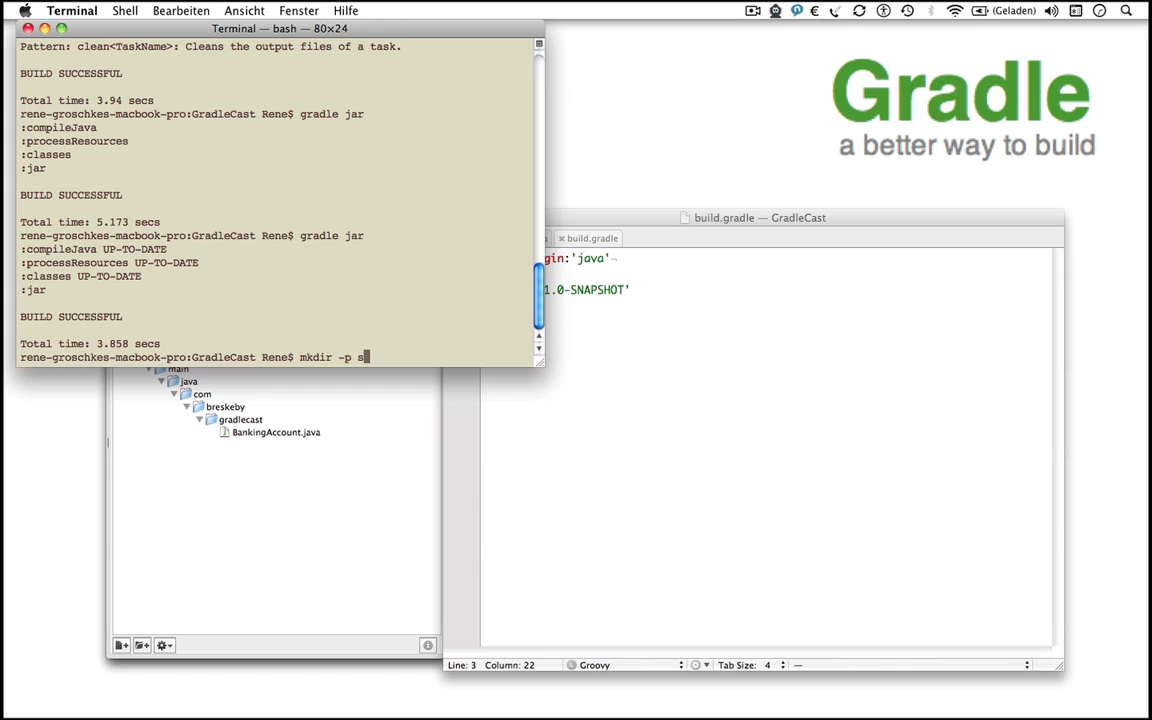 Terminal Shell Bearbeiten Ansicht Fenster Hilfe (Geladen)
Terminal — bash — 80×24
Pattern: clean<TaskName>: Cleans the output files of a task.
BUILD SUCCESSFUL
Total time: 3.94 secs
rene-groschkes-macbook-pro:GradleCast Rene$ gradle jar
:compileJava
:processResources
:classes
:jar
BUILD SUCCESSFUL
Total time: 5.173 secs
rene-groschkes-macbook-pro:GradleCast Rene$ gradle jar
:compileJava UP-TO-DATE
:processResources UP-TO-DATE
:classes UP-TO-DATE
:jar
BUILD SUCCESSFUL
Total time: 3.858 secs
rene-groschkes-macbook-pro:GradleCast Rene$ mkdir -p s
Gradle
a better way to build
build.gradle — GradleCast
build.gradle
gin:'java'¬
1.0-SNAPSHOT'
main
java
com
breskeby
gradlecast
BankingAccount.java
Line: 3 Column: 22 Groovy Tab Size: 4 —